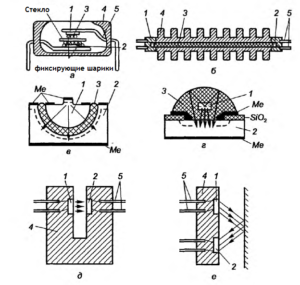 Стекло 1 3 4 5
2
фиксирующие шарики
а
1 4 3 2 5
б
Me 1 3 2
Me
в
3 1
Me
SiO2
2
Me
г
1 2 5
4
д
5 4 1
2
е